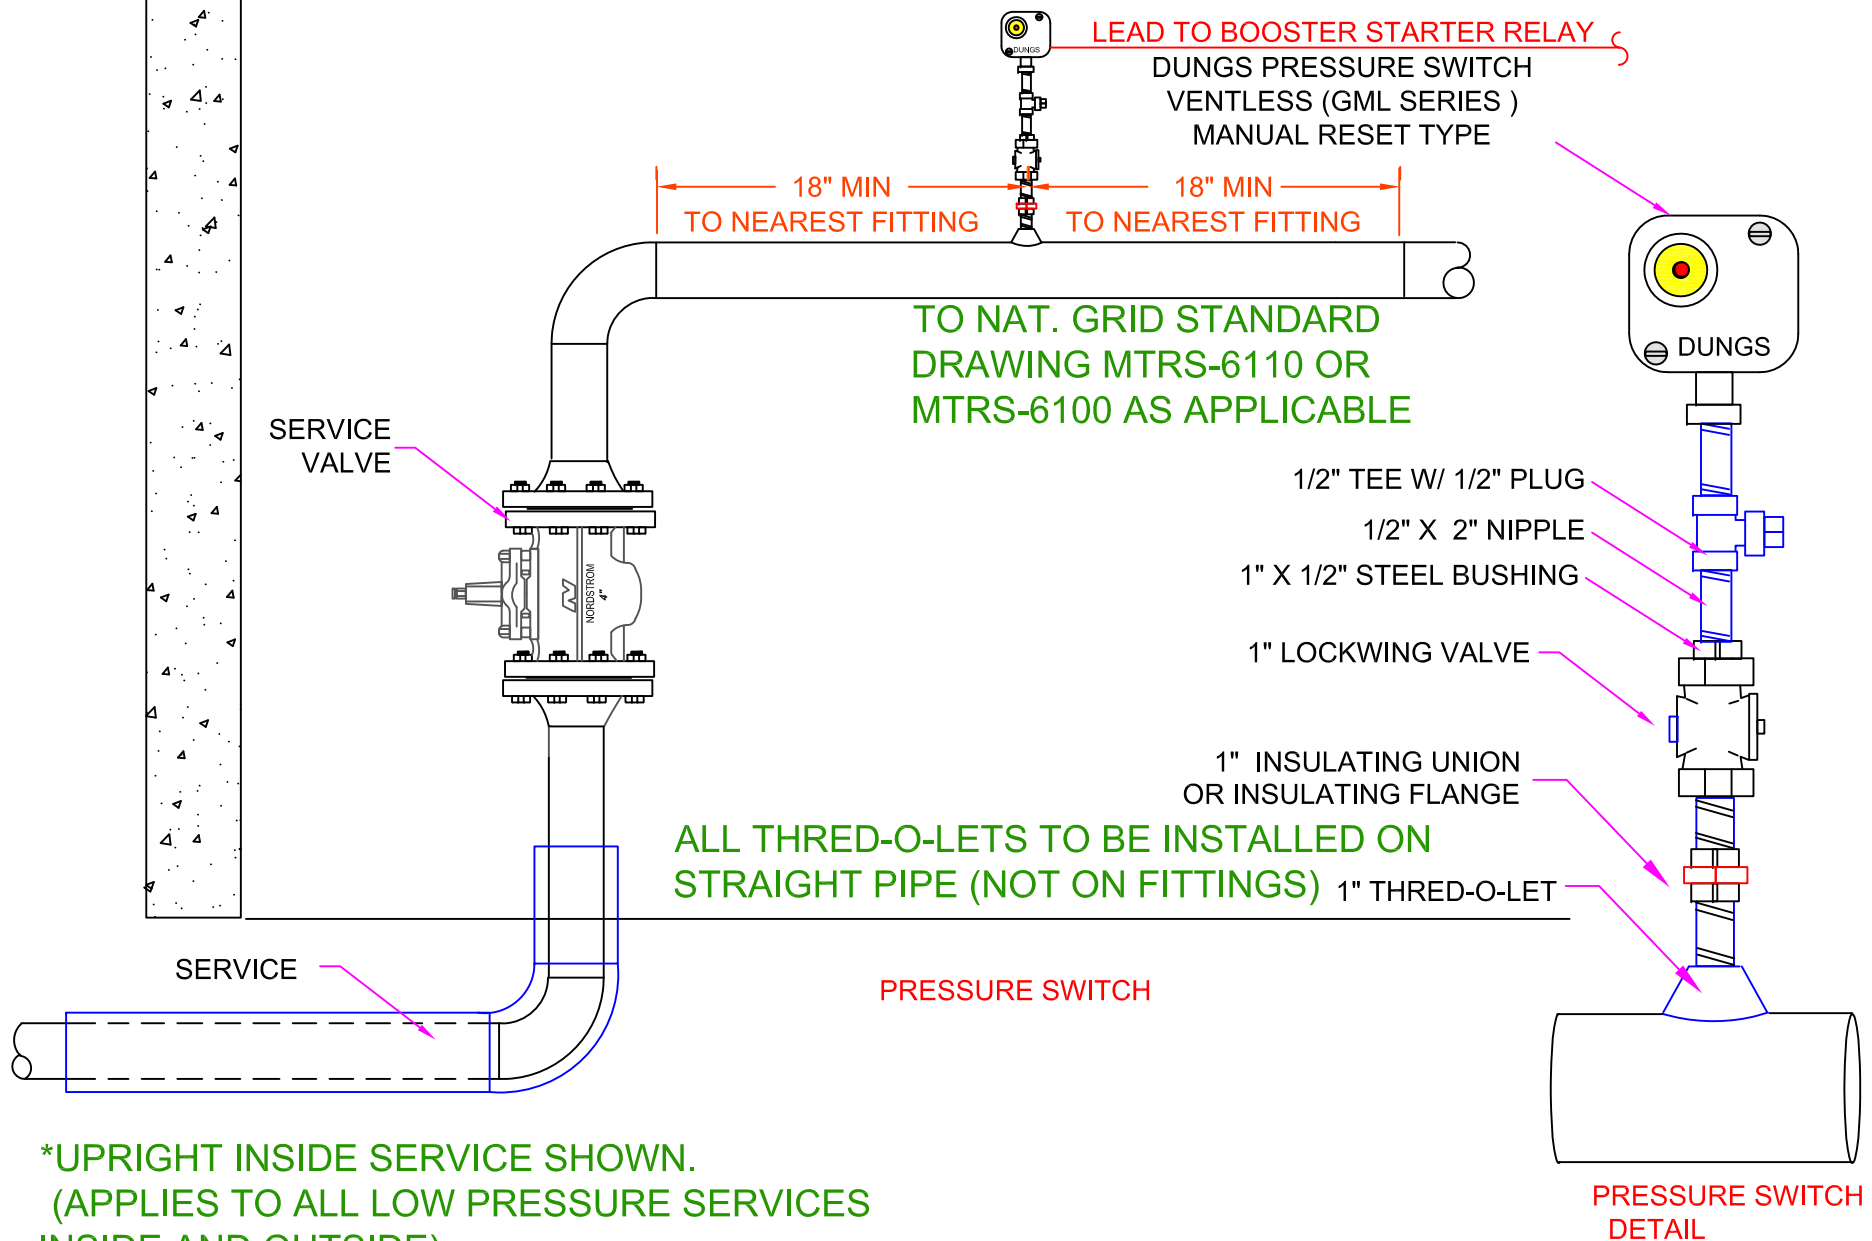 LEAD TO BOOSTER STARTER RELAY
DUNGS PRESSURE SWITCH
VENTLESS (GML SERIES )
MANUAL RESET TYPE
DUNGS
18" MIN
TO NEAREST FITTING
18" MIN
TO NEAREST FITTING
TO NAT. GRID STANDARD
DRAWING MTRS-6110 OR
MTRS-6100 AS APPLICABLE
DUNGS
SERVICE
VALVE
NORDSTROM
4"
1/2" TEE W/ 1/2" PLUG
1/2" X 2" NIPPLE
1" X 1/2" STEEL BUSHING
1" LOCKWING VALVE
1" INSULATING UNION
OR INSULATING FLANGE
ALL THRED-O-LETS TO BE INSTALLED ON
STRAIGHT PIPE (NOT ON FITTINGS)
1" THRED-O-LET
SERVICE
PRESSURE SWITCH
*UPRIGHT INSIDE SERVICE SHOWN.
(APPLIES TO ALL LOW PRESSURE SERVICES
INSIDE AND OUTSIDE)
PRESSURE SWITCH
DETAIL